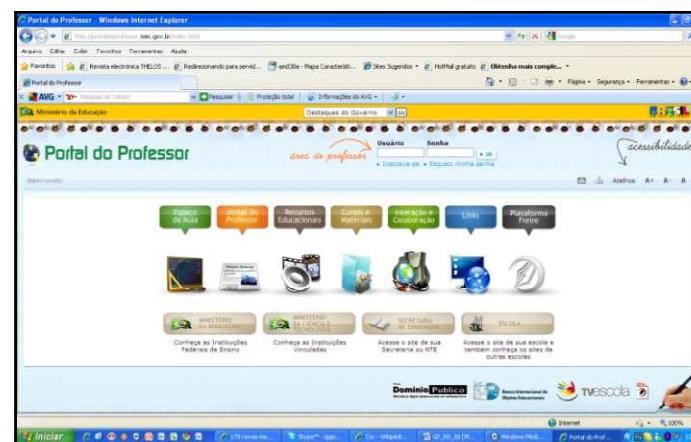 Portal do Professor - Windows Internet Explorer
Arquivo Editar Exibir Favoritos Ferramentas Ajuda
Favoritos Revista electrónica THELOS ... Redirecionando para servid... Sites Sugeridos HotMail gratuito Obtenha mais comple...
Portal do Professor
Página Segurança Ferramentas
AVG Pesquisar Proteção total Informações do AVG
Ministério da Educação Destaques do Governo
Portal do Professor
área do professor
Usuário Senha
ok
Inscreva-se Esqueci minha senha
acessibilidade
Bem-vindo!
Atalhos A+ A- A
Espaço da Aula
Jornal do Professor
Recursos Educacionais
Cursos e Materiais
Interação e Colaboração
Links
Plataforma Freire
MINISTÉRIO DA EDUCAÇÃO
Conheça as Instituições Federais de Ensino
MINISTÉRIO DA CIÊNCIA E TECNOLOGIA
Conheça as Instituições Vinculadas
SECRETARIA DE EDUCAÇÃO
Acesse o site de sua Secretaria ou NTE
ESCOLA
Acesse o site de sua escola e também conheça os sites de outras escolas
Domínio Público
Banco Internacional de Objetos Educacionais
TVescola
Internet 100%
Iniciar
Portal do Prof...